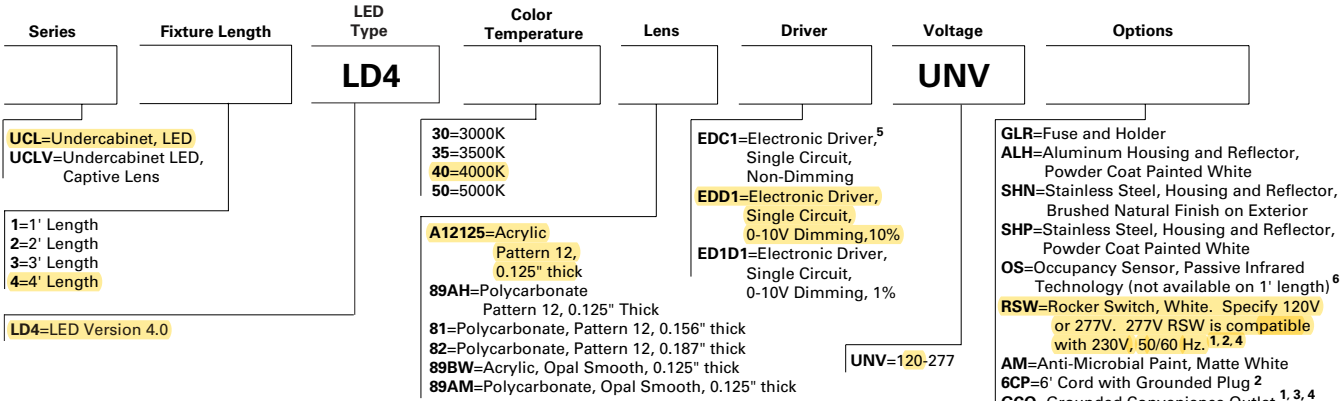 Series
Fixture Length
LED
Type
Color
Temperature
Lens
Driver
Voltage
Options
LD4
UNV
UCL=Undercabinet, LED
UCLV=Undercabinet LED,
Captive Lens
1=1' Length
2=2' Length
3=3' Length
4=4' Length
LD4=LED Version 4.0
30=3000K
35=3500K
40=4000K
50=5000K
A12125=Acrylic
Pattern 12,
0.125" thick
89AH=Polycarbonate
Pattern 12, 0.125" Thick
81=Polycarbonate, Pattern 12, 0.156" thick
82=Polycarbonate, Pattern 12, 0.187" thick
89BW=Acrylic, Opal Smooth, 0.125" thick
89AM=Polycarbonate, Opal Smooth, 0.125" thick
EDC1=Electronic Driver,5
Single Circuit,
Non-Dimming
EDD1=Electronic Driver,
Single Circuit,
0-10V Dimming,10%
ED1D1=Electronic Driver,
Single Circuit,
0-10V Dimming, 1%
UNV=120-277
GLR=Fuse and Holder
ALH=Aluminum Housing and Reflector,
Powder Coat Painted White
SHN=Stainless Steel, Housing and Reflector,
Brushed Natural Finish on Exterior
SHP=Stainless Steel, Housing and Reflector,
Powder Coat Painted White
OS=Occupancy Sensor, Passive Infrared
Technology (not available on 1' length) 6
RSW=Rocker Switch, White. Specify 120V
or 277V. 277V RSW is compatible
with 230V, 50/60 Hz. 1, 2, 4
AM=Anti-Microbial Paint, Matte White
6CP=6' Cord with Grounded Plug 2
GCO=Grounded Convenience Outlet 1, 3, 4